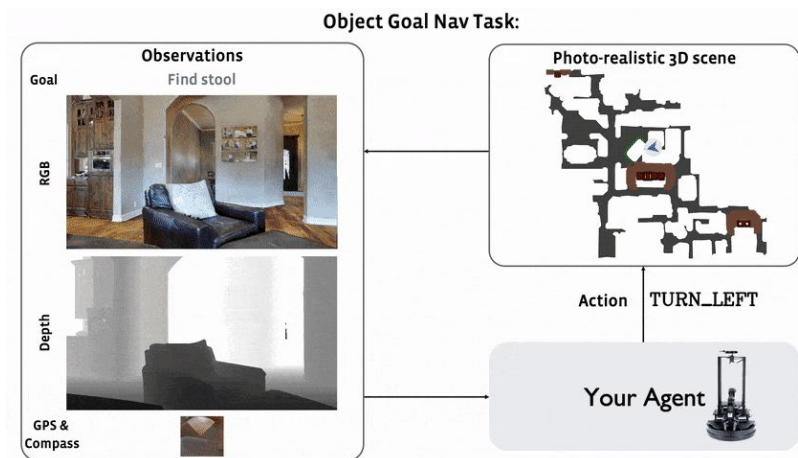 Object Goal Nav Task:
Observations
Goal
Find stool
RGB
Depth
GPS &
Compass
Photo-realistic 3D scene
Action
TURN_LEFT
Your Agent